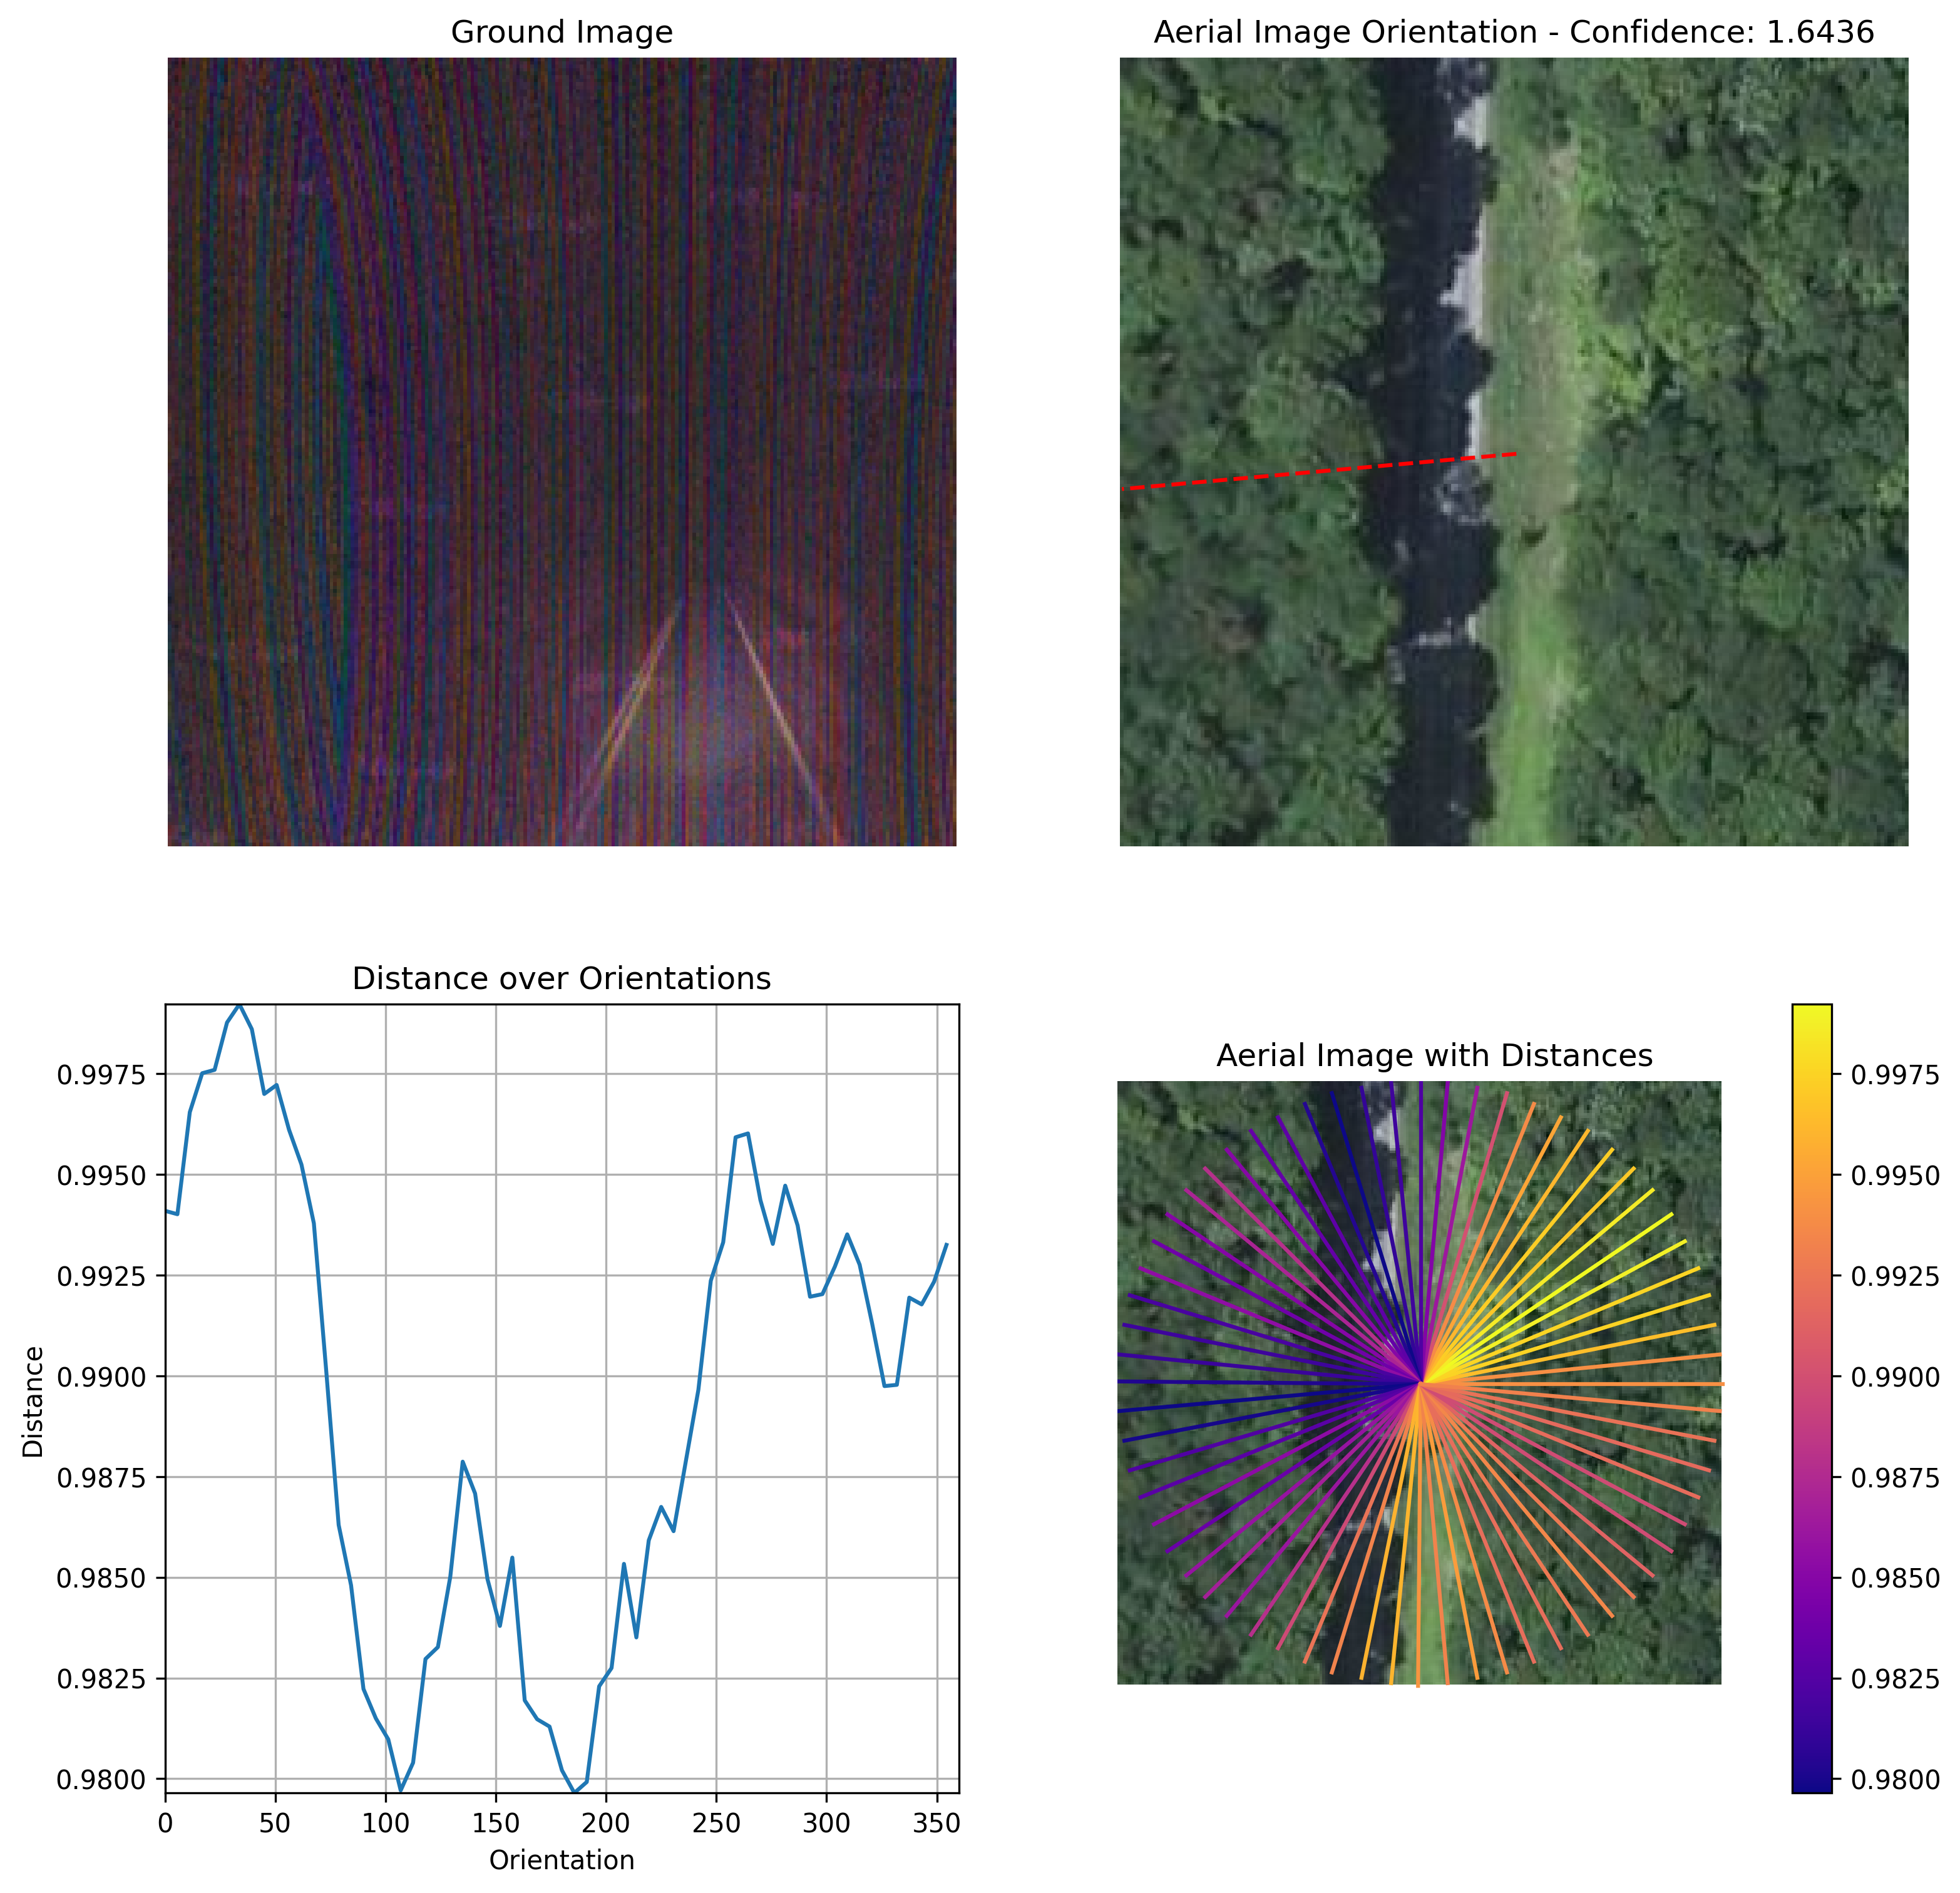 Ground Image
Aerial Image Orientation - Confidence: 1.6436
Distance over Orientations
0.9975
0.9950
0.9925
0.9900
0.9875
0.9850
0.9825
0.9800
Distance
0 50 100 150 200 250 300 350
Orientation
Aerial Image with Distances
0.9975
0.9950
0.9925
0.9900
0.9875
0.9850
0.9825
0.9800